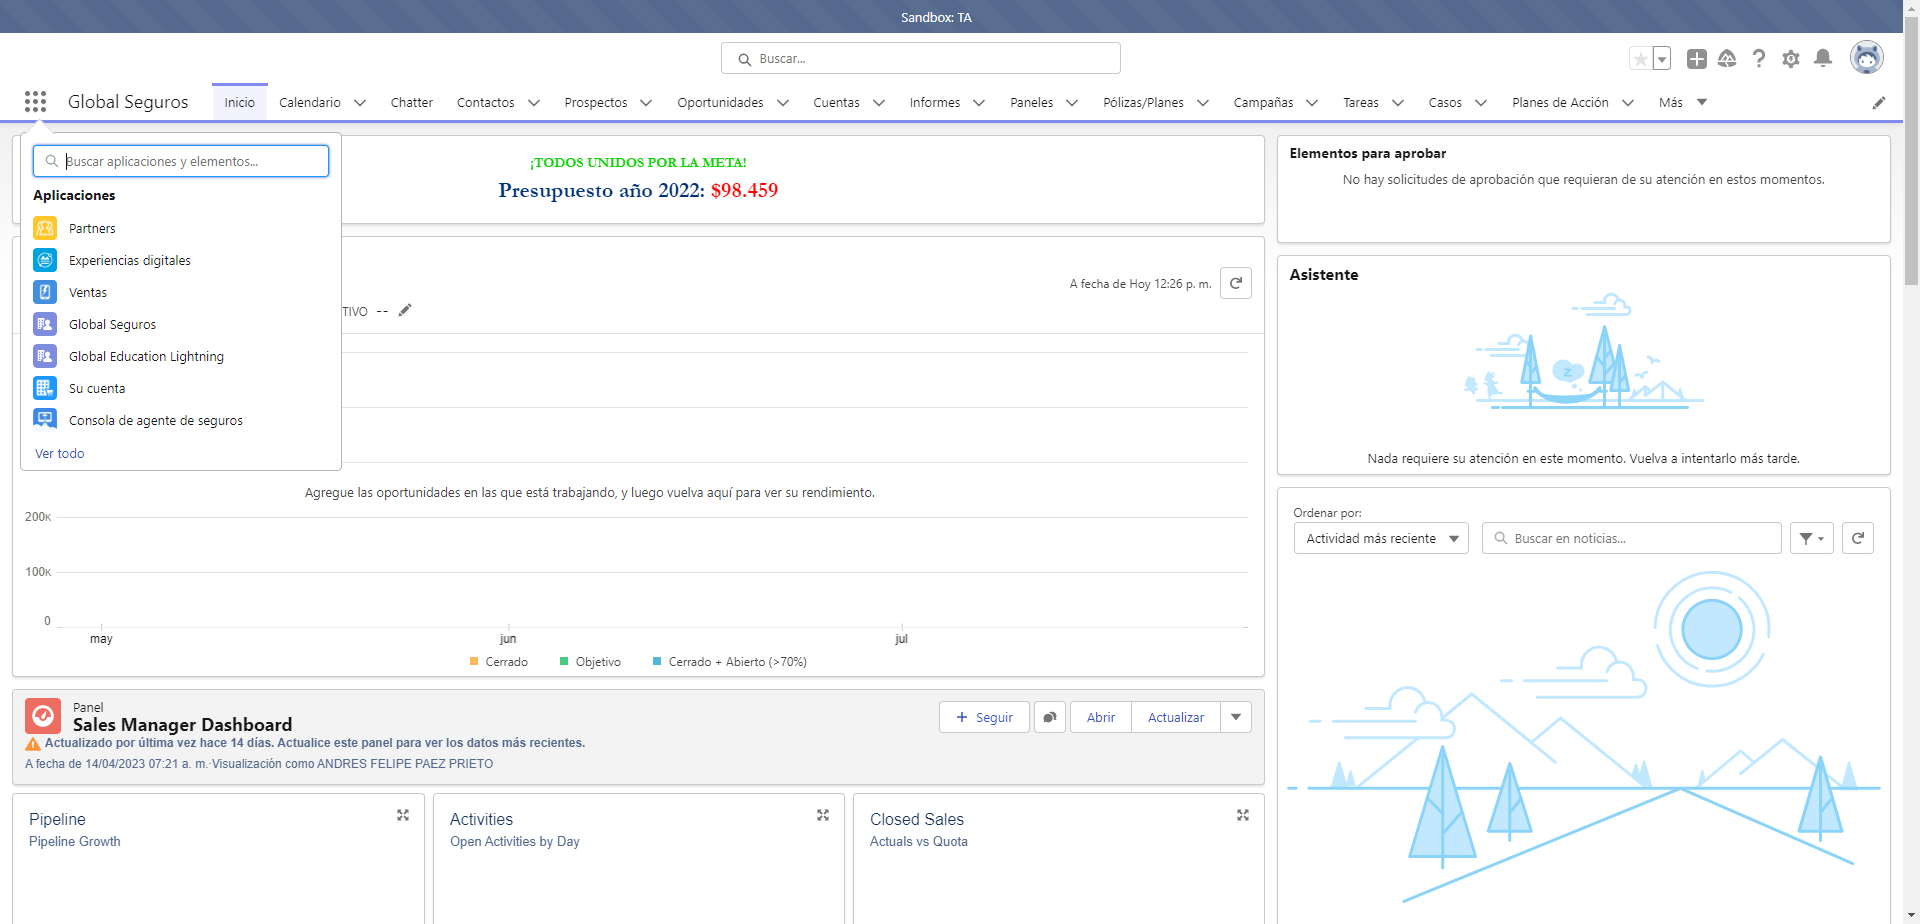 Sandbox: TA
Buscar...
Global Seguros
Inicio
Calendario
Chatter
Contactos
Prospectos
Oportunidades
Cuentas
Informes
Paneles
Pólizas/Planes
Campañas
Tareas
Casos
Planes de Acción
Más
Buscar aplicaciones y elementos...
Aplicaciones
Partners
Experiencias digitales
Ventas
Global Seguros
Global Education Lightning
Su cuenta
Consola de agente de seguros
Ver todo
¡TODOS UNIDOS POR LA META!
Presupuesto año 2022: $98.459
A fecha de Hoy 12:26 p. m.
TIVO --
Agregue las oportunidades en las que está trabajando, y luego vuelva aquí para ver su rendimiento.
200K
100K
0
may
jun
jul
Cerrado
Objetivo
Cerrado + Abierto (>70%)
Panel
Sales Manager Dashboard
Actualizado por última vez hace 14 días. Actualice este panel para ver los datos más recientes.
A fecha de 14/04/2023 07:21 a. m.·Visualización como ANDRES FELIPE PAEZ PRIETO
Seguir
Abrir
Actualizar
Pipeline
Pipeline Growth
Activities
Open Activities by Day
Closed Sales
Actuals vs Quota
Elementos para aprobar
No hay solicitudes de aprobación que requieran de su atención en estos momentos.
Asistente
z
Nada requiere su atención en este momento. Vuelva a intentarlo más tarde.
Ordenar por:
Actividad más reciente
Buscar en noticias...